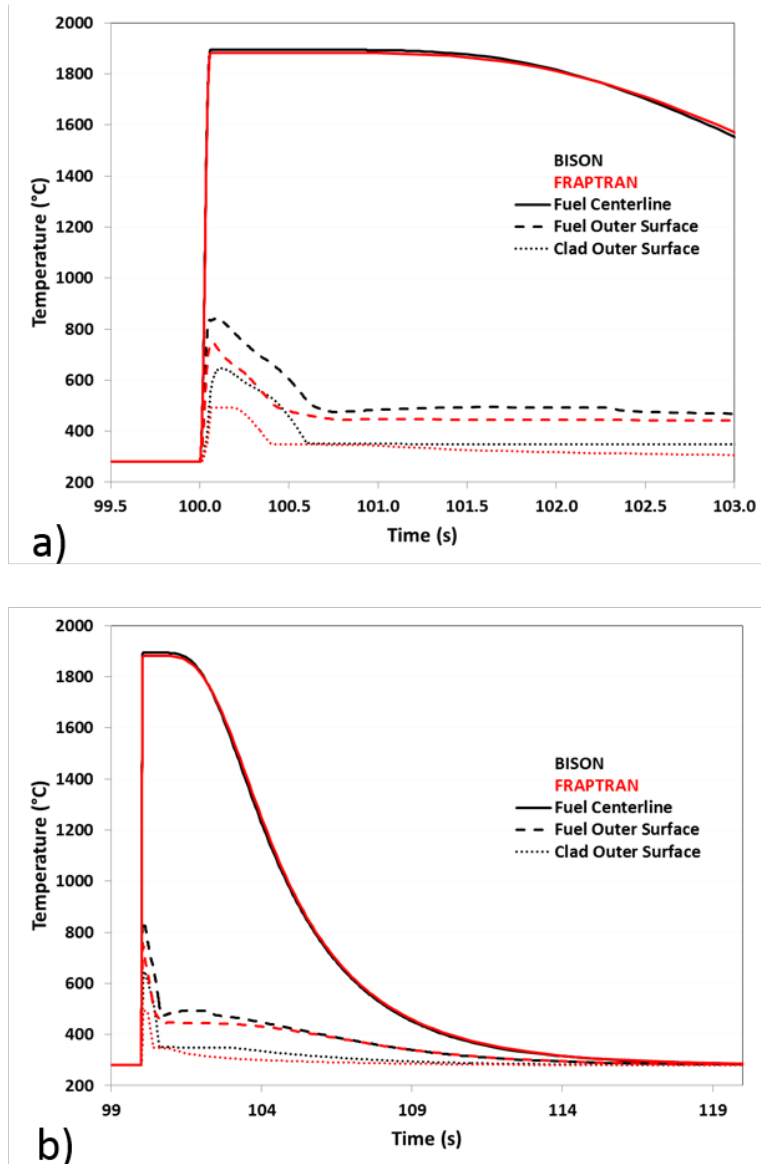 2000
1800
1600
1400
1200
1000
800
600
400
200
Temperature (°C)
BISON
FRAPTRAN
Fuel Centerline
Fuel Outer Surface
Clad Outer Surface
99.5 100.0 100.5 101.0 101.5 102.0 102.5 103.0
Time (s)
a)
2000
1800
1600
1400
1200
1000
800
600
400
200
Temperature (°C)
BISON
FRAPTRAN
Fuel Centerline
Fuel Outer Surface
Clad Outer Surface
99 104 109 114 119
Time (s)
b)